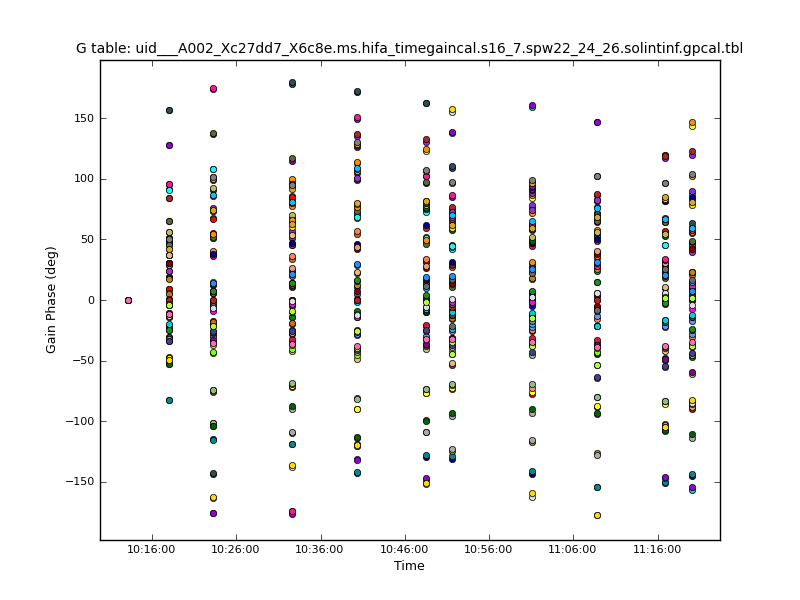 G table: uid___A002_Xc27dd7_X6c8e.ms.hifa_timegaincal.s16_7.spw22_24_26.solintinf.gpcal.tbl
150
100
50
0
−50
−100
−150
Gain Phase (deg)
10:16:00 10:26:00 10:36:00 10:46:00 10:56:00 11:06:00 11:16:00
Time